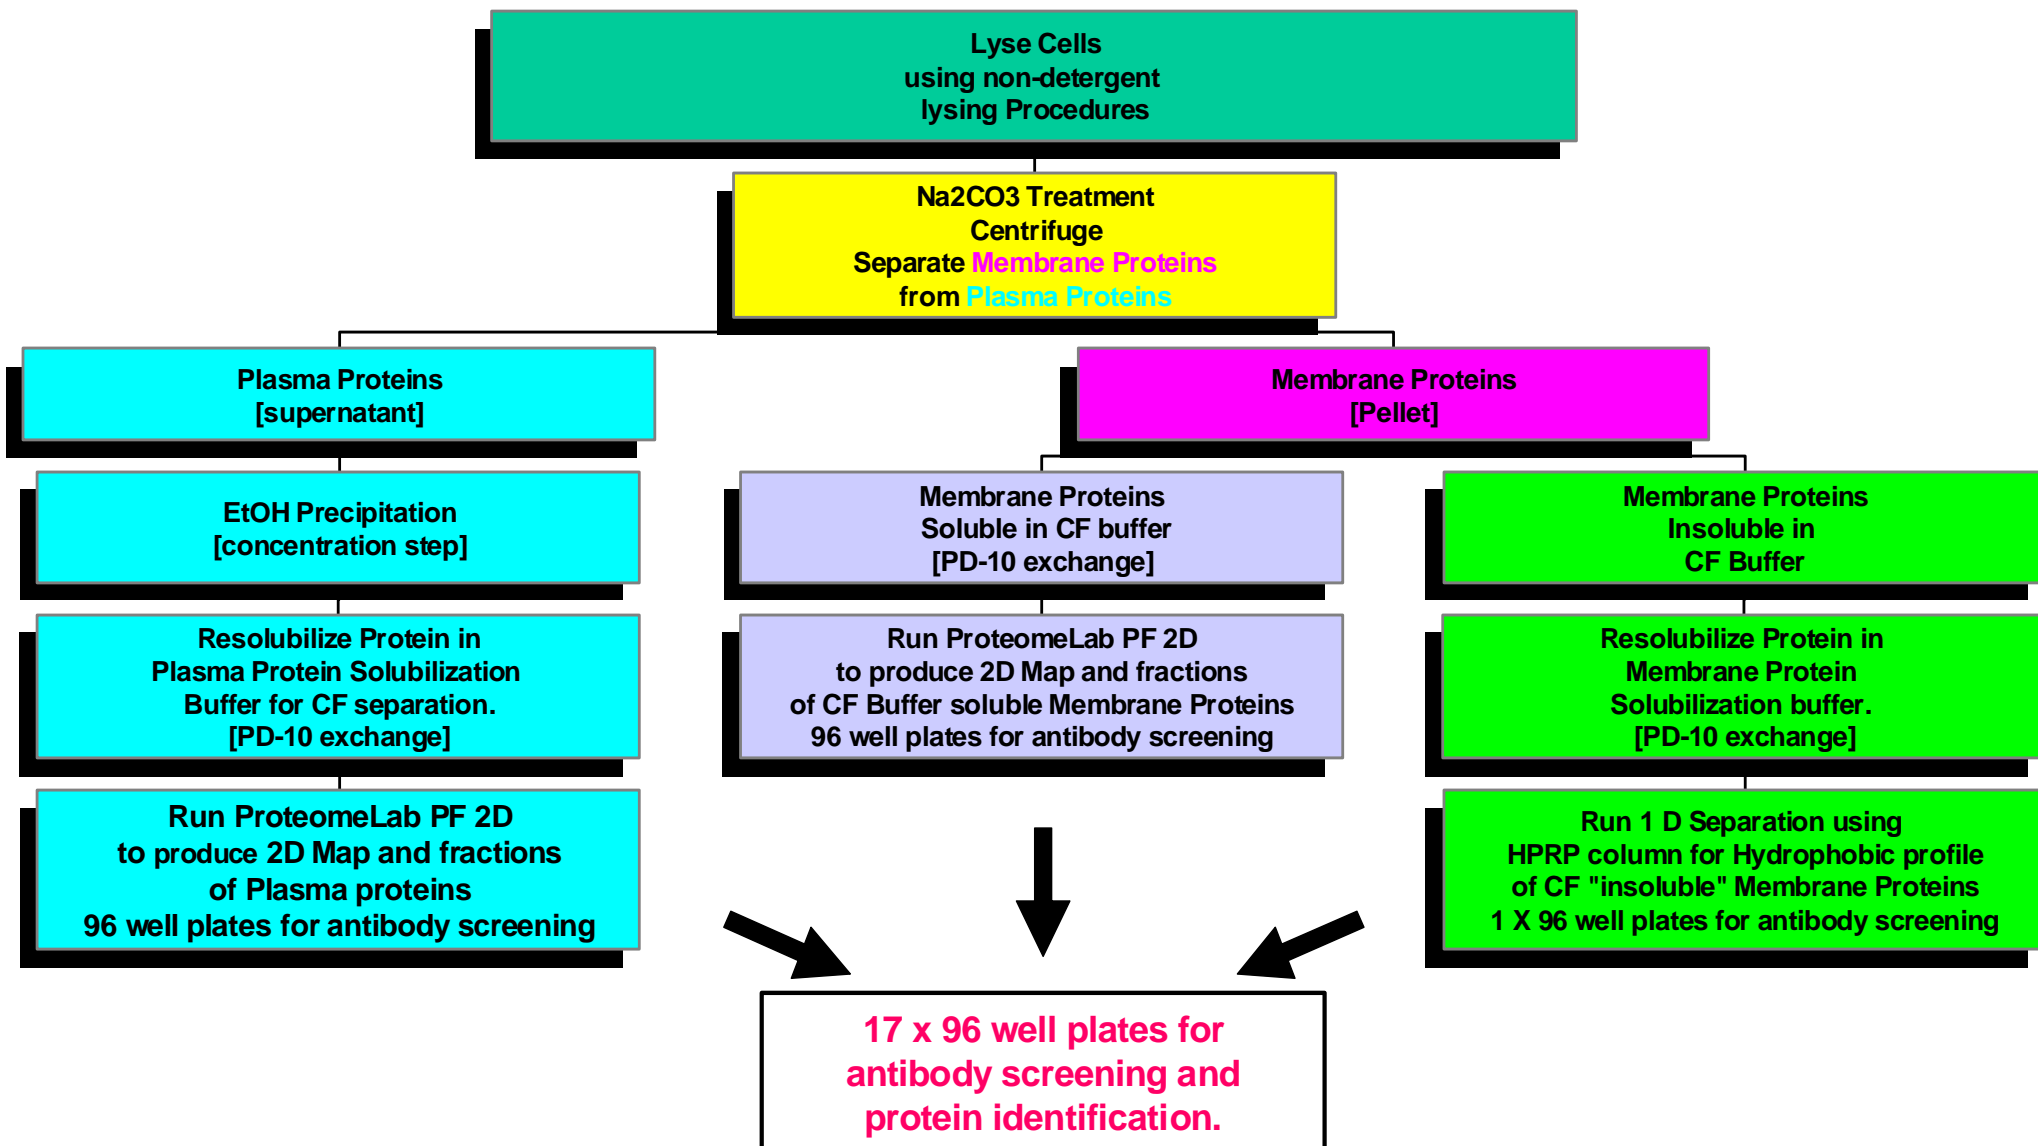 Lyse Cells
using non-detergent
lysing Procedures
Na2CO3 Treatment
Centrifuge
Separate Membrane Proteins
from Plasma Proteins
Plasma Proteins
[supernatant]
Membrane Proteins
[Pellet]
EtOH Precipitation
[concentration step]
Membrane Proteins
Soluble in CF buffer
[PD-10 exchange]
Membrane Proteins
Insoluble in
CF Buffer
Resolubilize Protein in
Plasma Protein Solubilization
Buffer for CF separation.
[PD-10 exchange]
Run ProteomeLab PF 2D
to produce 2D Map and fractions
of CF Buffer soluble Membrane Proteins
96 well plates for antibody screening
Resolubilize Protein in
Membrane Protein
Solubilization buffer.
[PD-10 exchange]
Run ProteomeLab PF 2D
to produce 2D Map and fractions
of Plasma proteins
96 well plates for antibody screening
Run 1 D Separation using
HPRP column for Hydrophobic profile
of CF "insoluble" Membrane Proteins
1 X 96 well plates for antibody screening
17 x 96 well plates for
antibody screening and
protein identification.